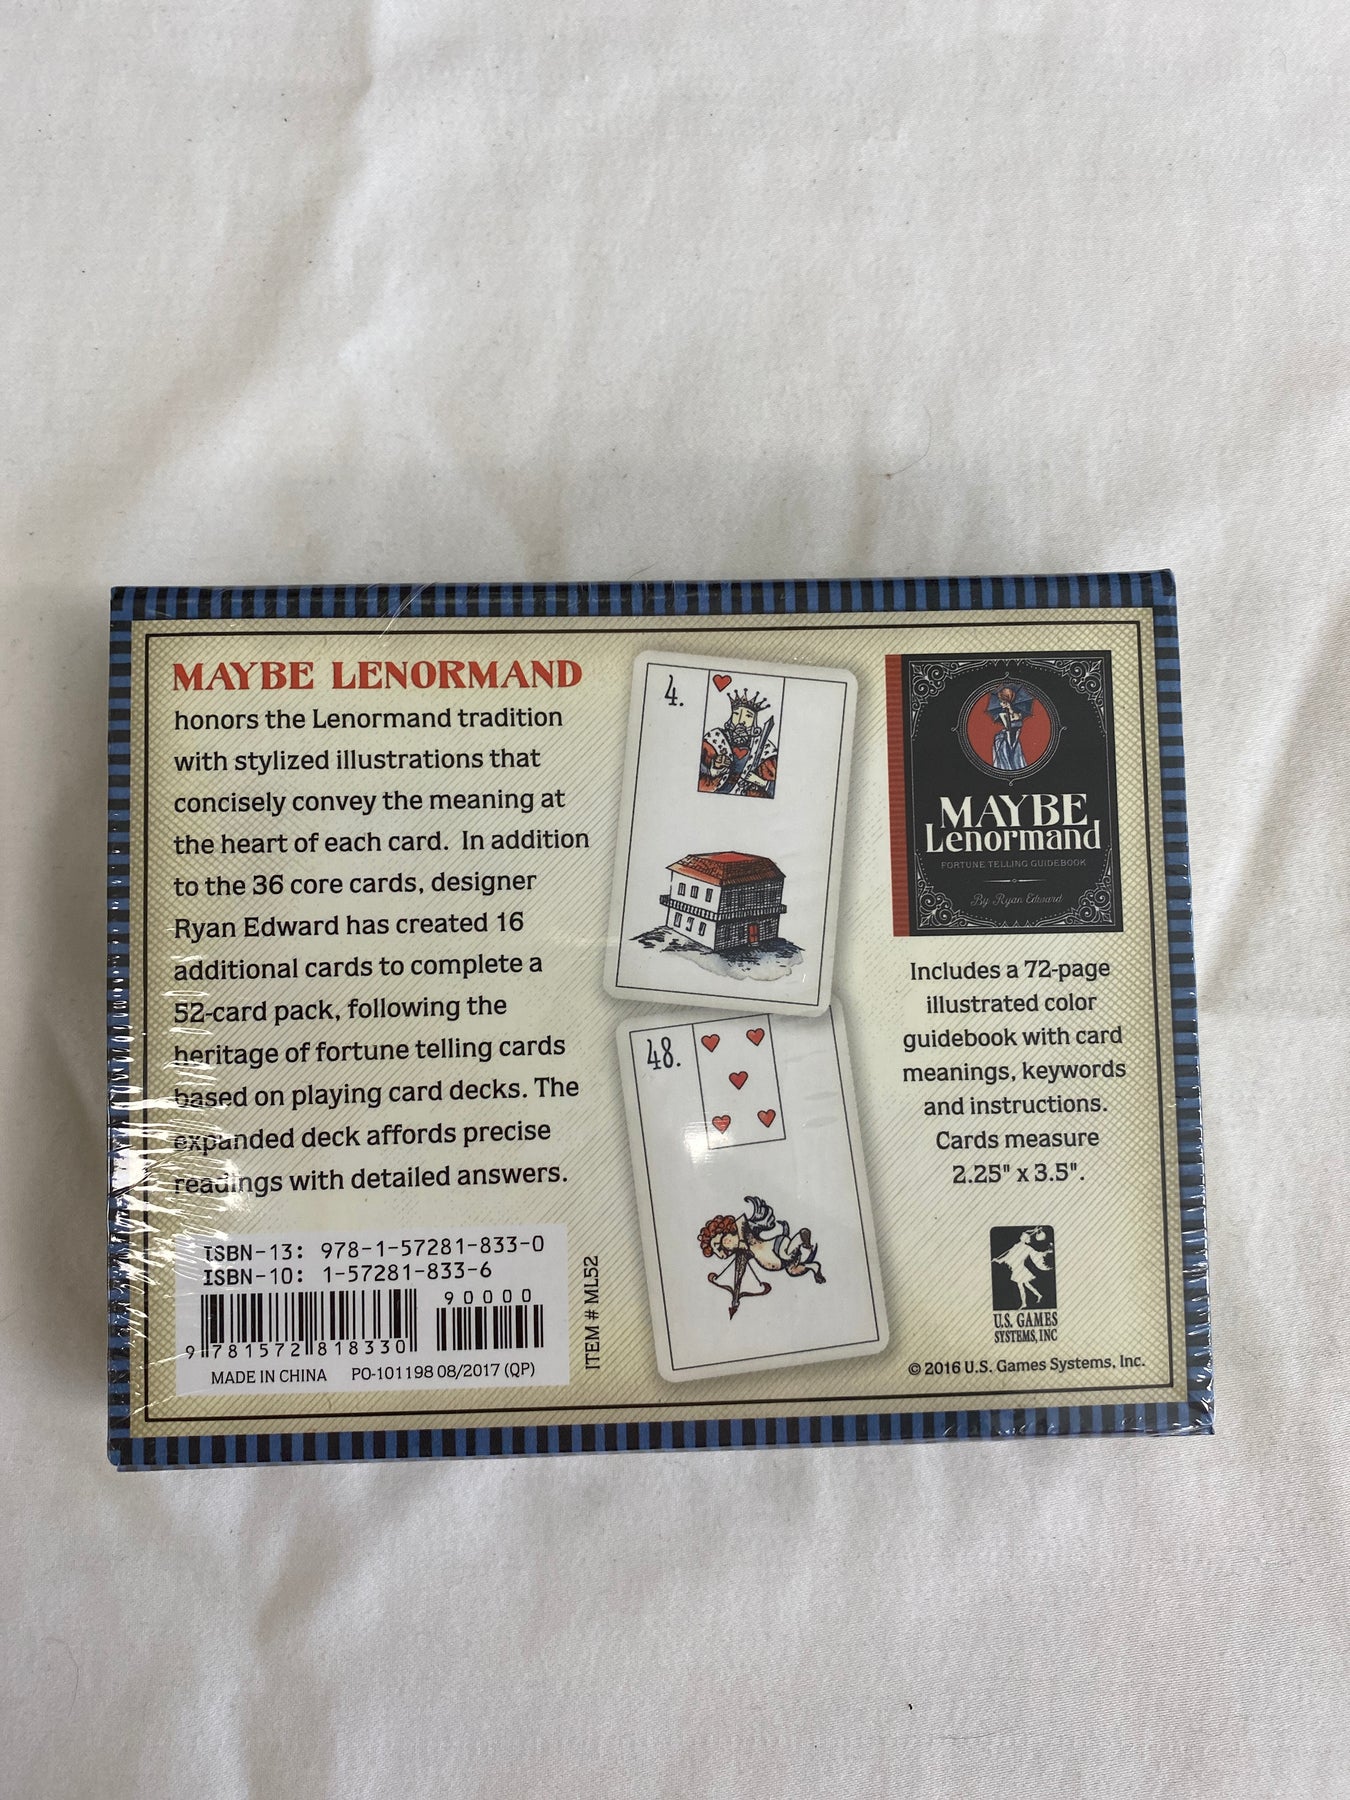 MAYBE LENORMAND
honors the Lenormand tradition
with stylized illustrations that
concisely convey the meaning at
the heart of each card. In addition
to the 36 core cards, designer
Ryan Edward has created 16
additional cards to complete a
52-card pack, following the
heritage of fortune telling cards
based on playing card decks. The
expanded deck affords precise
readings with detailed answers.
ISBN-13: 978-1-57281-833-0
ISBN-10: 1-57281-833-6
90000
9 781572 818330
MADE IN CHINA PO-101198 08/2017 (QP)
ITEM # ML52
4.
48.
MAYBE
Lenormand
FORTUNE TELLING GUIDEBOOK
By Ryan Edward
Includes a 72-page
illustrated color
guidebook with card
meanings, keywords
and instructions.
Cards measure
2.25" x 3.5".
U.S. GAMES
SYSTEMS, INC
© 2016 U.S. Games Systems, Inc.